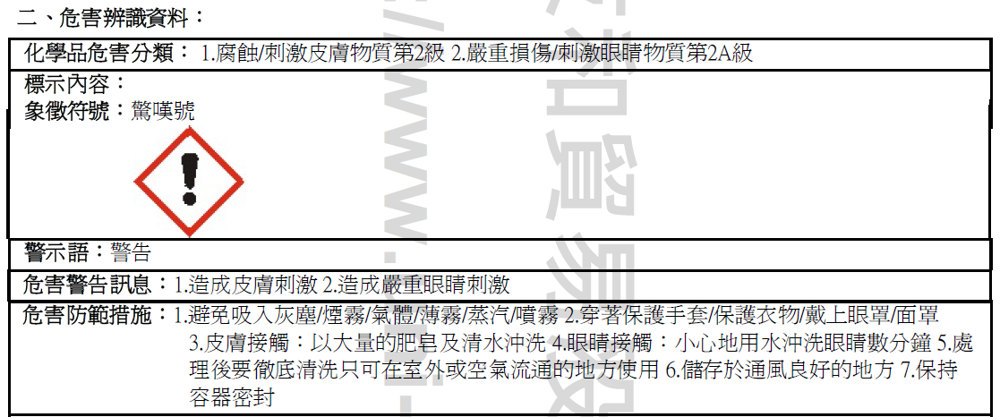 二、危害辨識資料：
化學品危害分類： 1.腐蝕/刺激皮膚物質第2級 2.嚴重損傷/刺激眼睛物質第2A級
標示內容：
象徵符號：驚嘆號
警示語：警告
危害警告訊息：1.造成皮膚刺激 2.造成嚴重眼睛刺激
危害防範措施：1.避免吸入灰塵/煙霧/氣體/薄霧/蒸汽/噴霧 2.穿著保護手套/保護衣物/戴上眼罩/面罩
3.皮膚接觸：以大量的肥皂及清水沖洗 4.眼睛接觸：小心地用水沖洗眼睛數分鐘 5.處
理後要徹底清洗只可在室外或空氣流通的地方使用 6.儲存於通風良好的地方 7.保持
容器密封
和貿易股
//www.